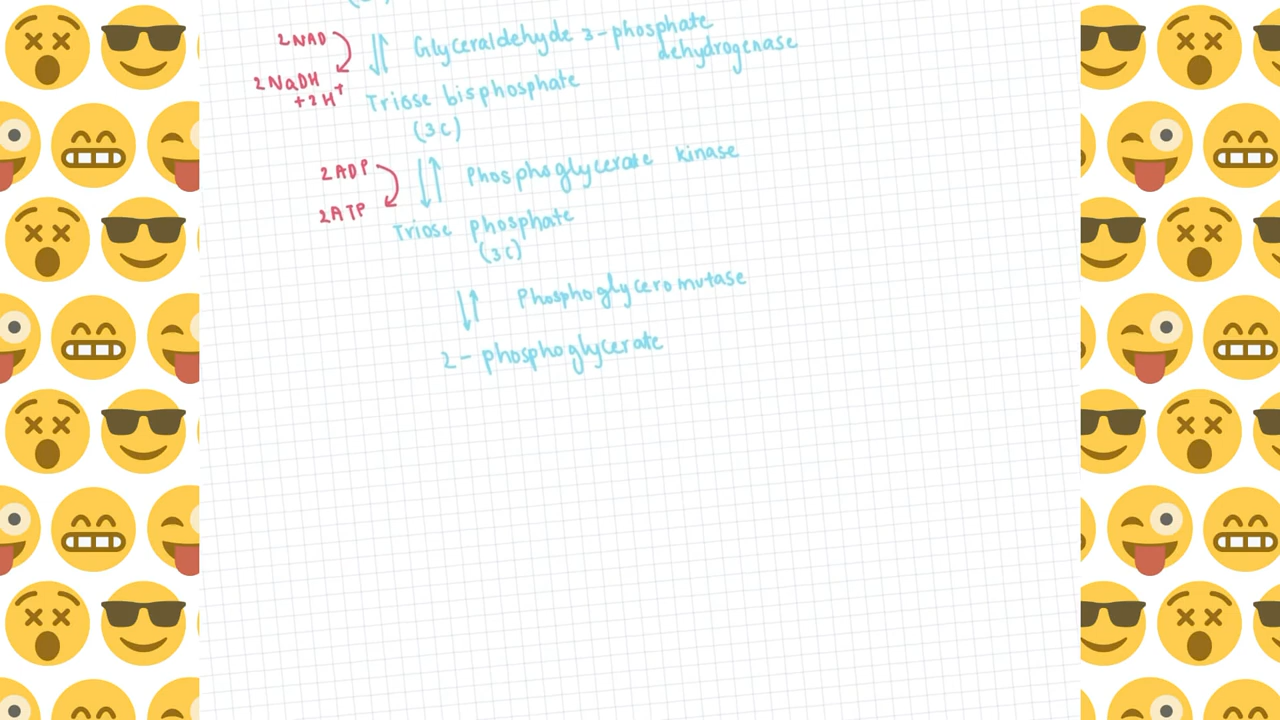 2NAD
Glyceraldehyde 3-phosphate
dehydrogenase
2NaDH
+2H+
Triose bisphosphate
(3C)
2ADP
Phosphoglycerate kinase
2ATP
Triose phosphate
(3C)
Phosphoglyceromutase
2-phosphoglycerate